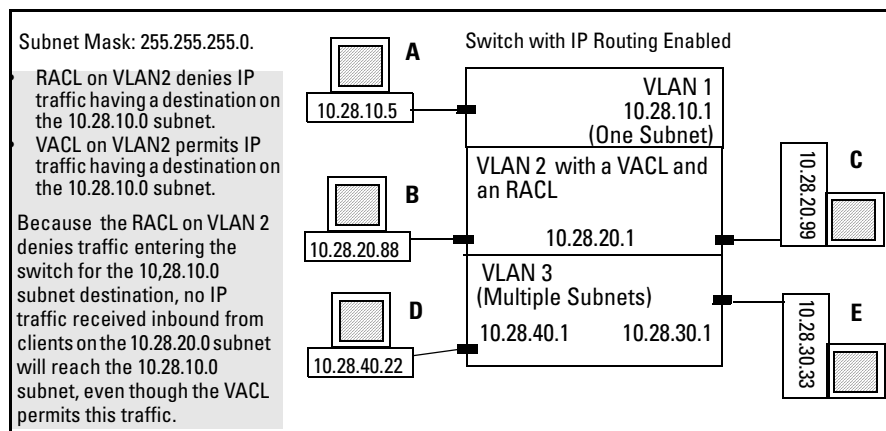 Subnet Mask: 255.255.255.0.
• RACL on VLAN2 denies IP
traffic having a destination on
the 10.28.10.0 subnet.
• VACL on VLAN2 permits IP
traffic having a destination on
the 10.28.10.0 subnet.
Because the RACL on VLAN 2
denies traffic entering the
switch for the 10,28.10.0
subnet destination, no IP
traffic received inbound from
clients on the 10.28.20.0 subnet
will reach the 10.28.10.0
subnet, even though the VACL
permits this traffic.
A
10.28.10.5
B
10.28.20.88
D
10.28.40.22
Switch with IP Routing Enabled
VLAN 1
10.28.10.1
(One Subnet)
VLAN 2 with a VACL and
an RACL
10.28.20.1
VLAN 3
(Multiple Subnets)
10.28.40.1 10.28.30.1
C
10.28.20.99
E
10.28.30.33